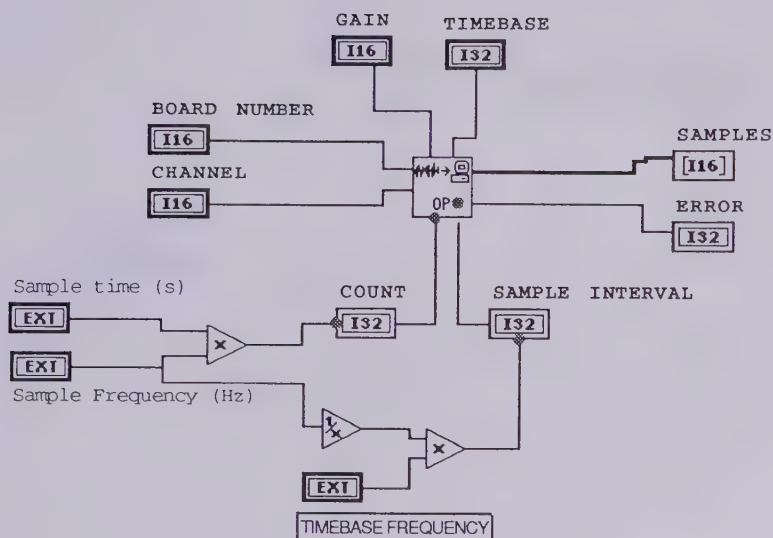 GAIN
TIMEBASE
I16
I32
BOARD NUMBER
I16
SAMPLES
[I16]
CHANNEL
I16
OP
ERROR
I32
Sample time (s)
EXT
COUNT
I32
SAMPLE INTERVAL
I32
x
EXT
Sample Frequency (Hz)
1/x
x
EXT
TIMEBASE FREQUENCY